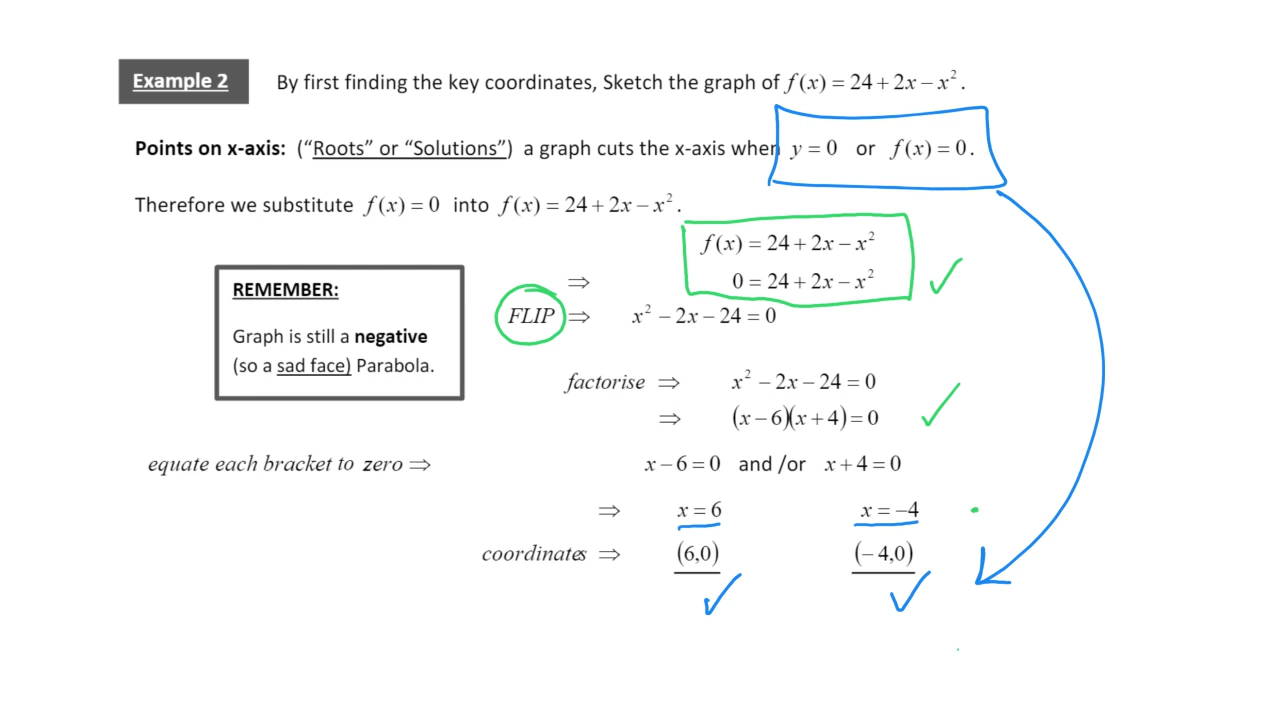 Example 2 By first finding the key coordinates, Sketch the graph of f(x) = 24 + 2x − x².
Points on x-axis: ("Roots" or "Solutions") a graph cuts the x-axis when y = 0 or f(x) = 0.
Therefore we substitute f(x) = 0 into f(x) = 24 + 2x − x².
f(x) = 24 + 2x − x²
⇒ 0 = 24 + 2x − x²
FLIP ⇒ x² − 2x − 24 = 0
REMEMBER:
Graph is still a negative
(so a sad face) Parabola.
factorise ⇒ x² − 2x − 24 = 0
⇒ (x − 6)(x + 4) = 0
equate each bracket to zero ⇒ x − 6 = 0 and /or x + 4 = 0
⇒ x = 6 x = −4
coordinates ⇒ (6,0) (− 4,0)